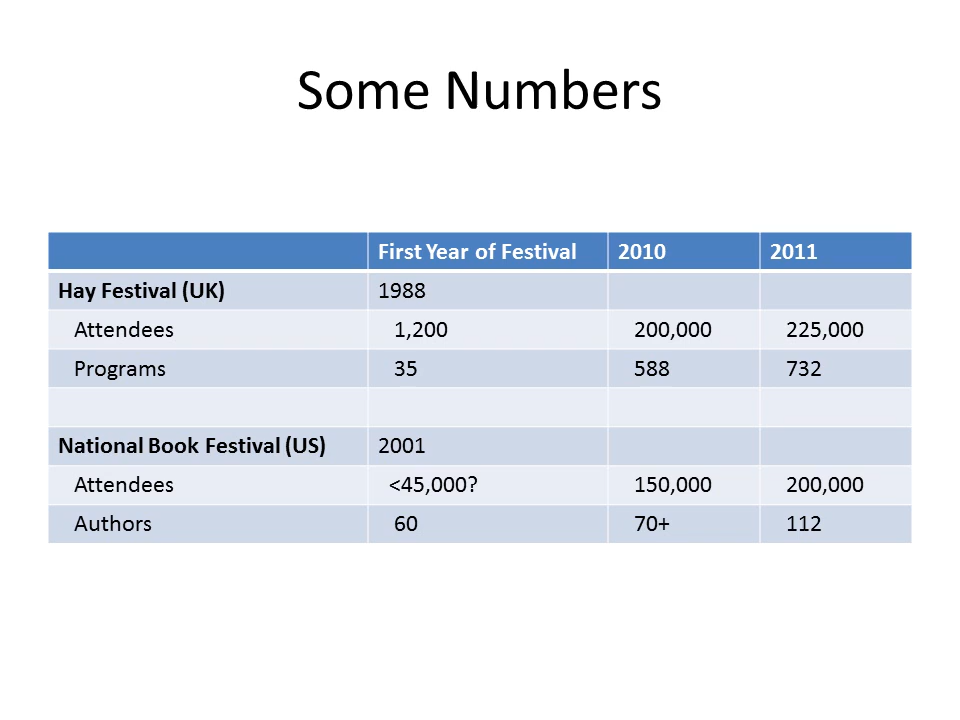 Some Numbers
First Year of Festival 2010 2011
Hay Festival (UK) 1988
Attendees 1,200 200,000 225,000
Programs 35 588 732
National Book Festival (US) 2001
Attendees <45,000? 150,000 200,000
Authors 60 70+ 112